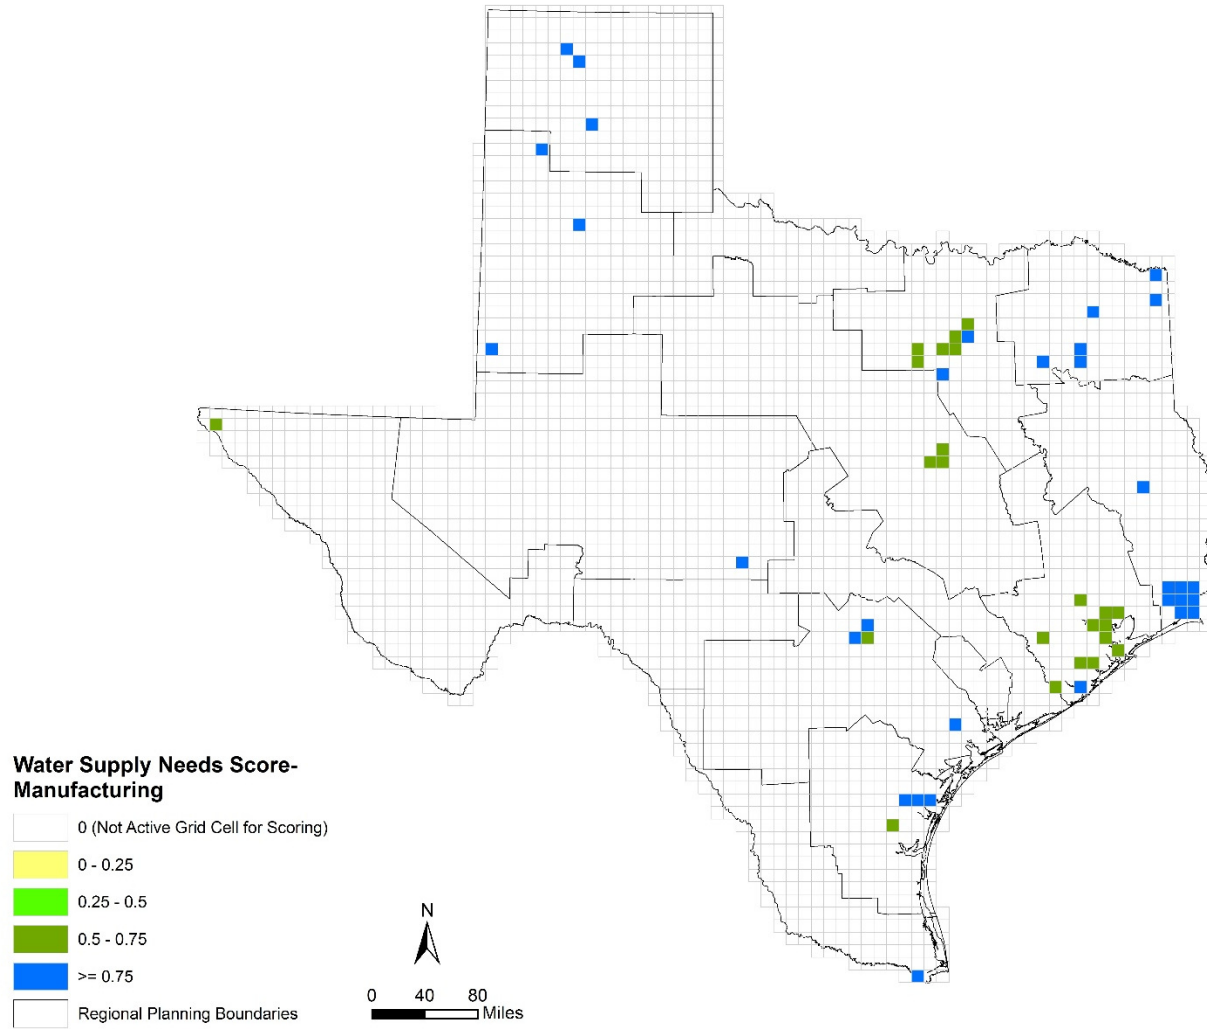 Water Supply Needs Score-
Manufacturing
0 (Not Active Grid Cell for Scoring)
0 - 0.25
0.25 - 0.5
0.5 - 0.75
>= 0.75
Regional Planning Boundaries
N
0 40 80
Miles